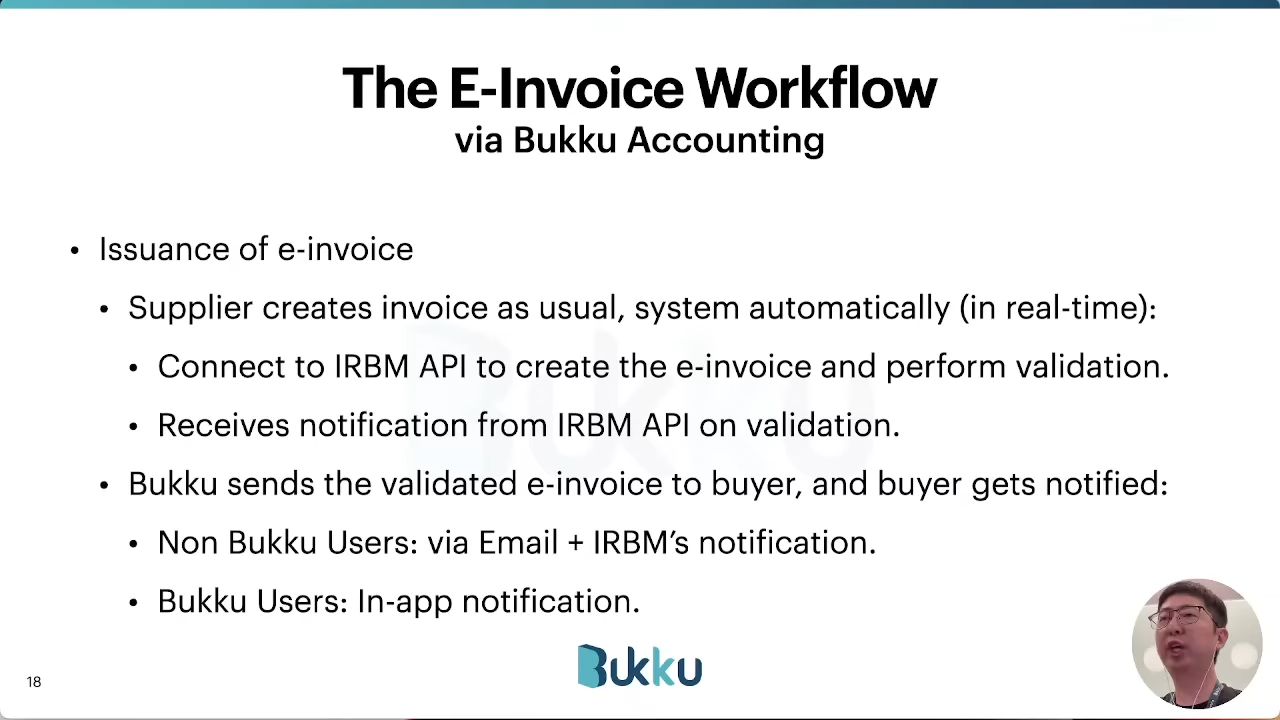 The E-Invoice Workflow
via Bukku Accounting
• Issuance of e-invoice
• Supplier creates invoice as usual, system automatically (in real-time):
• Connect to IRBM API to create the e-invoice and perform validation.
• Receives notification from IRBM API on validation.
• Bukku sends the validated e-invoice to buyer, and buyer gets notified:
• Non Bukku Users: via Email + IRBM’s notification.
• Bukku Users: In-app notification.
Bukku
18